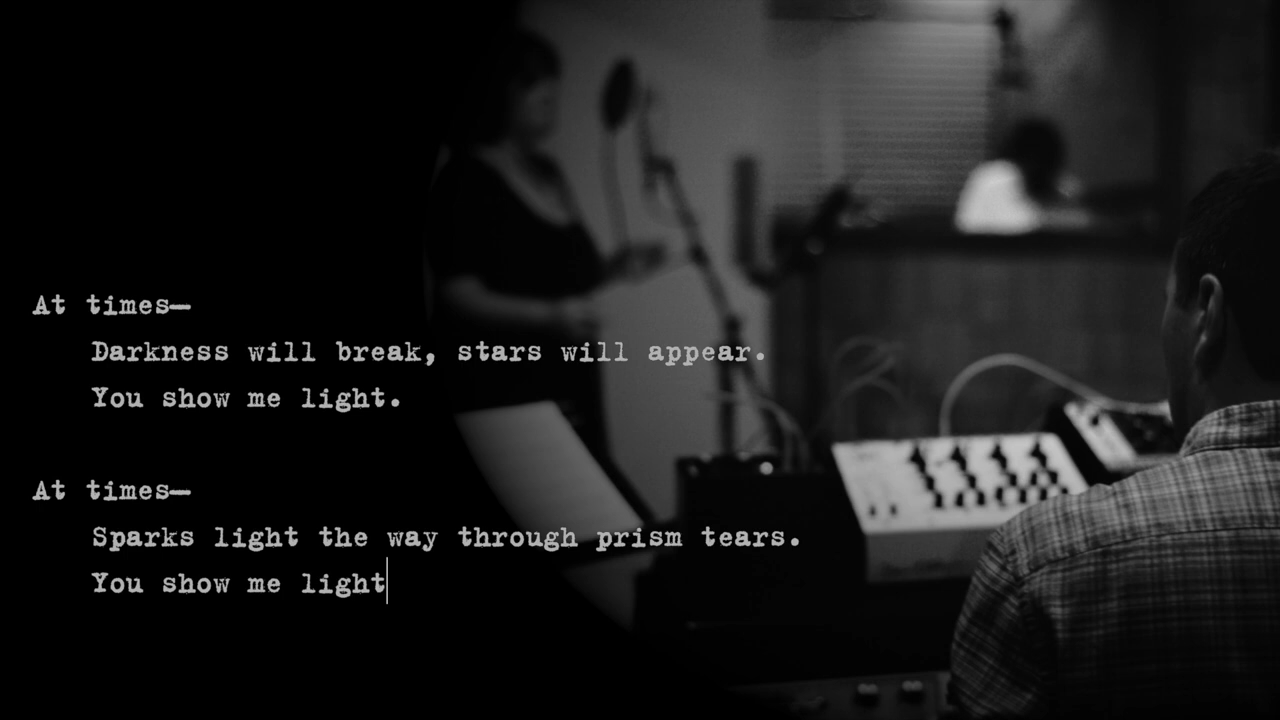 At times—
Darkness will break, stars will appear.
You show me light.
At times—
Sparks light the way through prism tears.
You show me light